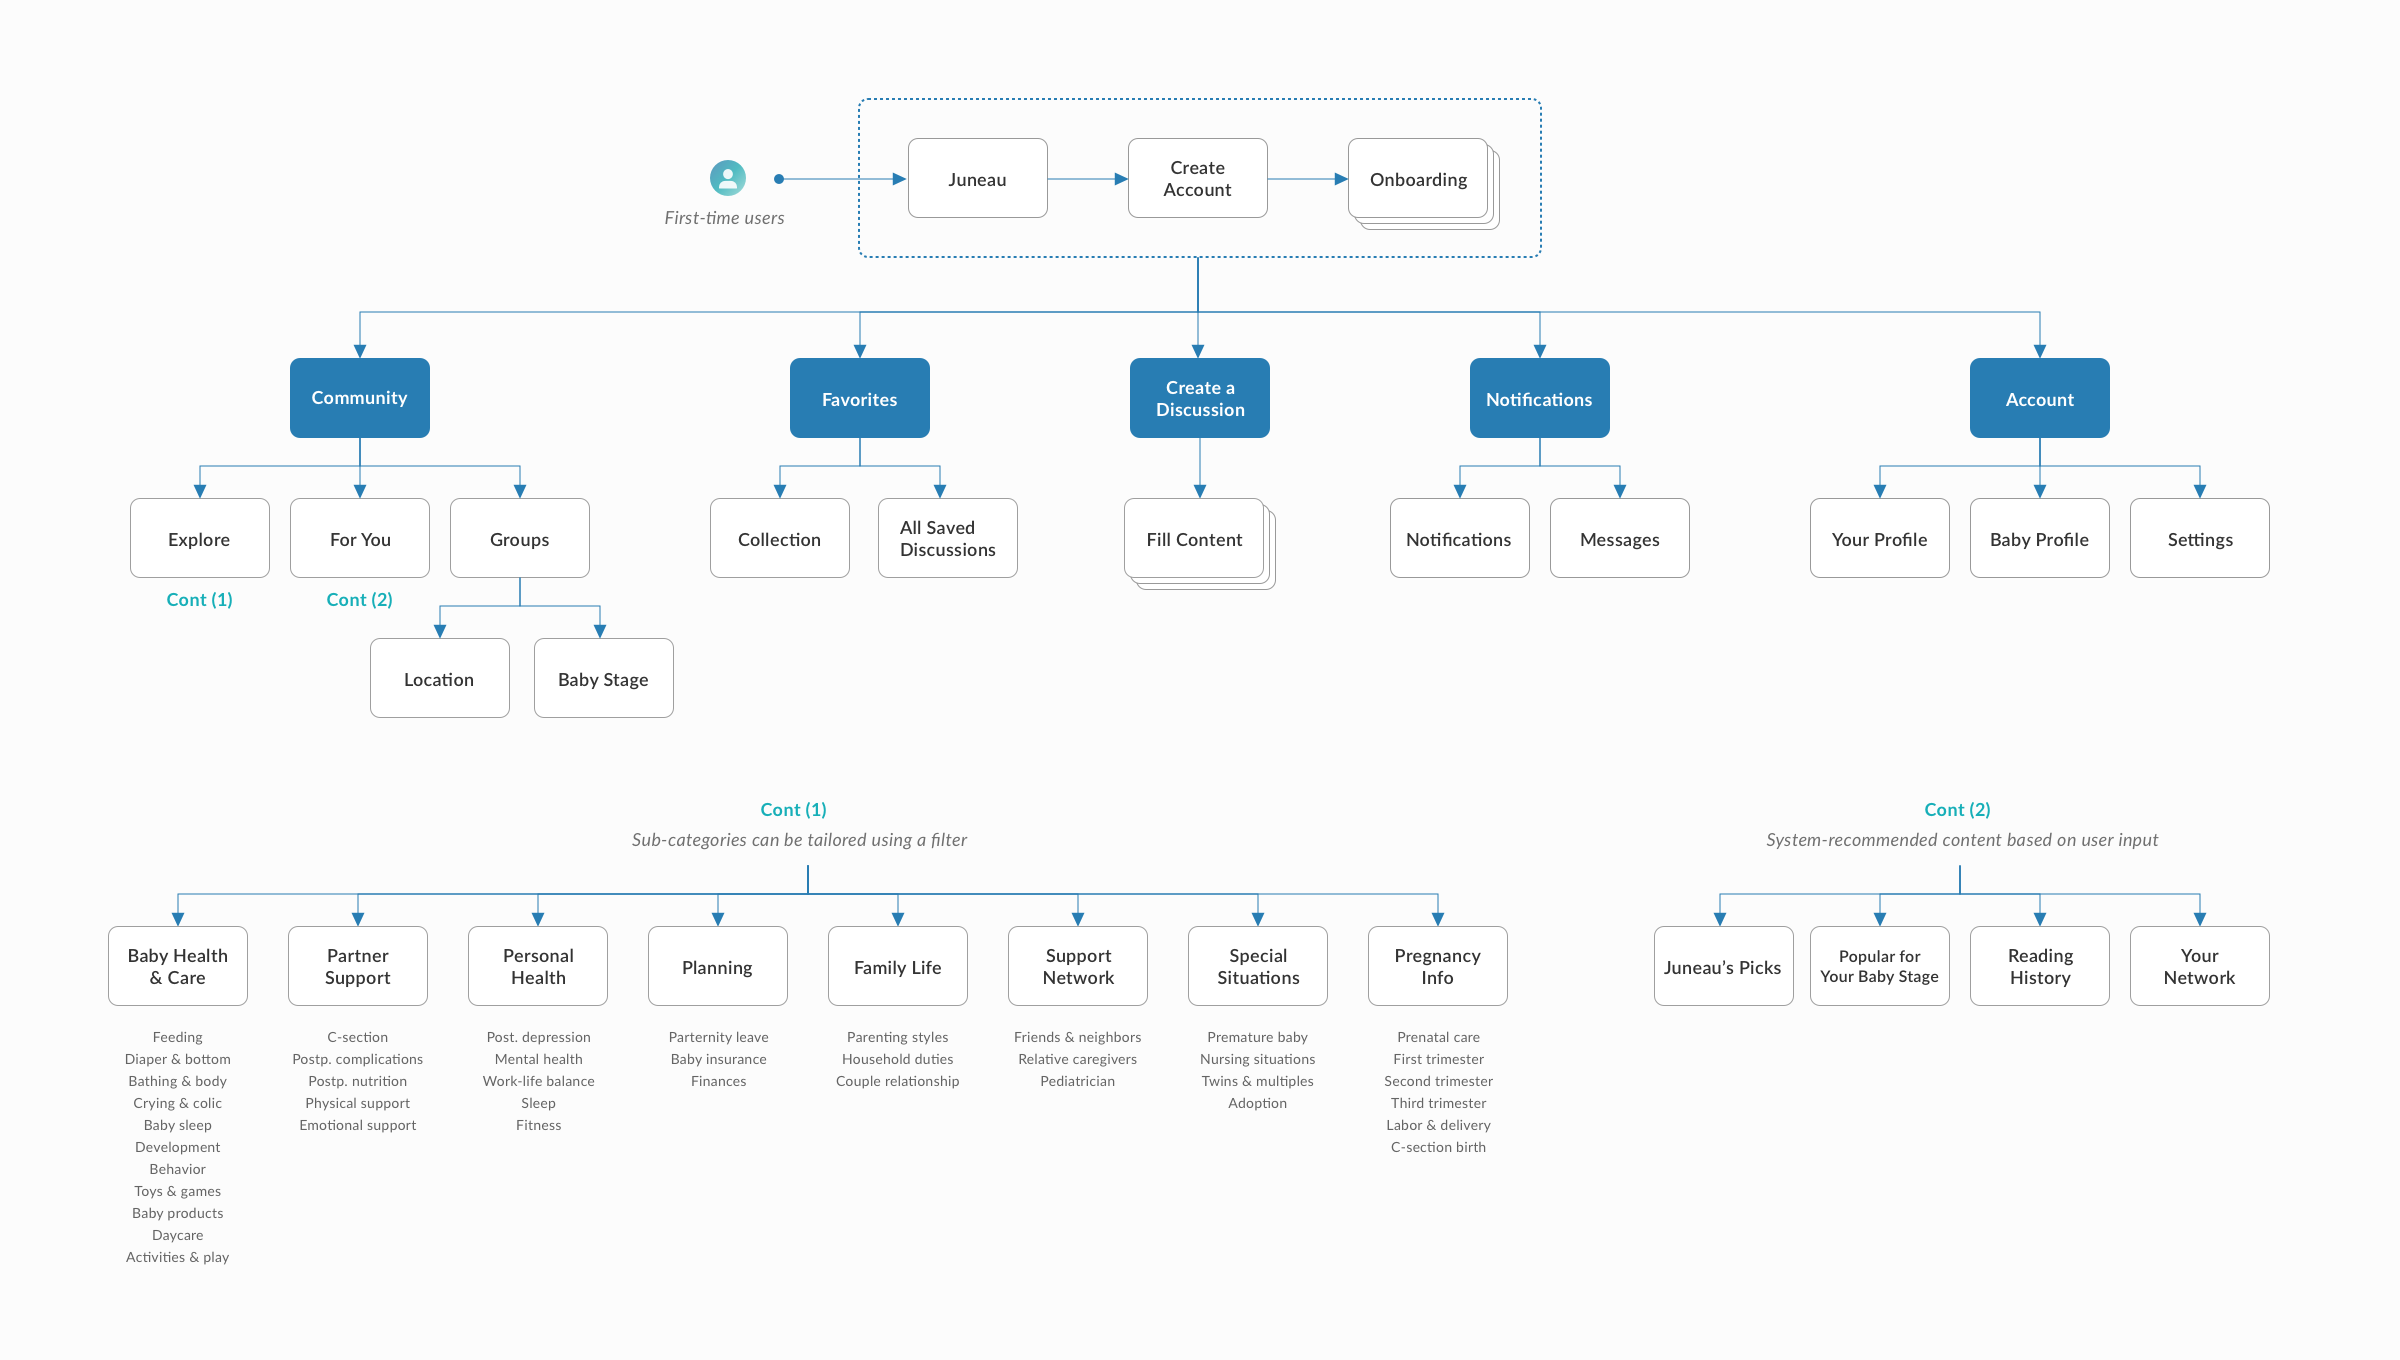 First-time users
Juneau
Create
Account
Onboarding
Community
Favorites
Create a
Discussion
Notifications
Account
Explore
For You
Groups
Collection
All Saved
Discussions
Fill Content
Notifications
Messages
Your Profile
Baby Profile
Settings
Cont (1)
Cont (2)
Location
Baby Stage
Cont (1)
Sub-categories can be tailored using a filter
Baby Health
& Care
Feeding
Diaper & bottom
Bathing & body
Crying & colic
Baby sleep
Development
Behavior
Toys & games
Baby products
Daycare
Activities & play
Partner
Support
C-section
Postp. complications
Postp. nutrition
Physical support
Emotional support
Personal
Health
Post. depression
Mental health
Work-life balance
Sleep
Fitness
Planning
Parternity leave
Baby insurance
Finances
Family Life
Parenting styles
Household duties
Couple relationship
Support
Network
Friends & neighbors
Relative caregivers
Pediatrician
Special
Situations
Premature baby
Nursing situations
Twins & multiples
Adoption
Pregnancy
Info
Prenatal care
First trimester
Second trimester
Third trimester
Labor & delivery
C-section birth
Cont (2)
System-recommended content based on user input
Juneau’s Picks
Popular for
Your Baby Stage
Reading
History
Your
Network